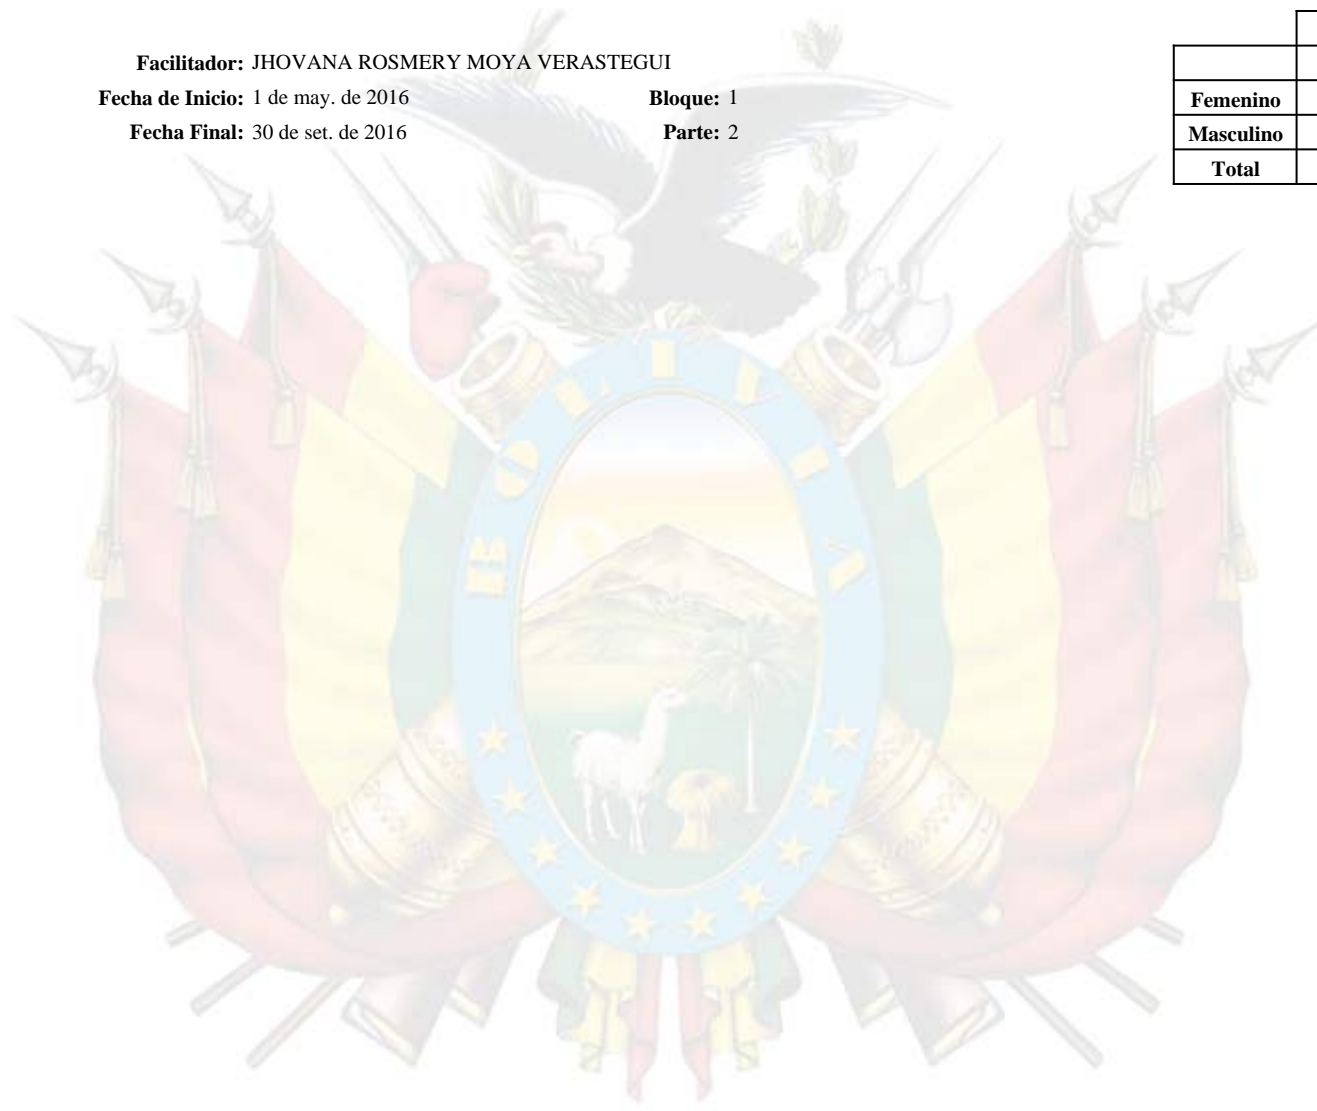 Facilitador: JHOVANA ROSMERY MOYA VERASTEGUI
Fecha de Inicio: 1 de may. de 2016 Bloque: 1
Fecha Final: 30 de set. de 2016 Parte: 2
Femenino
Masculino
Total
BOLIVIA